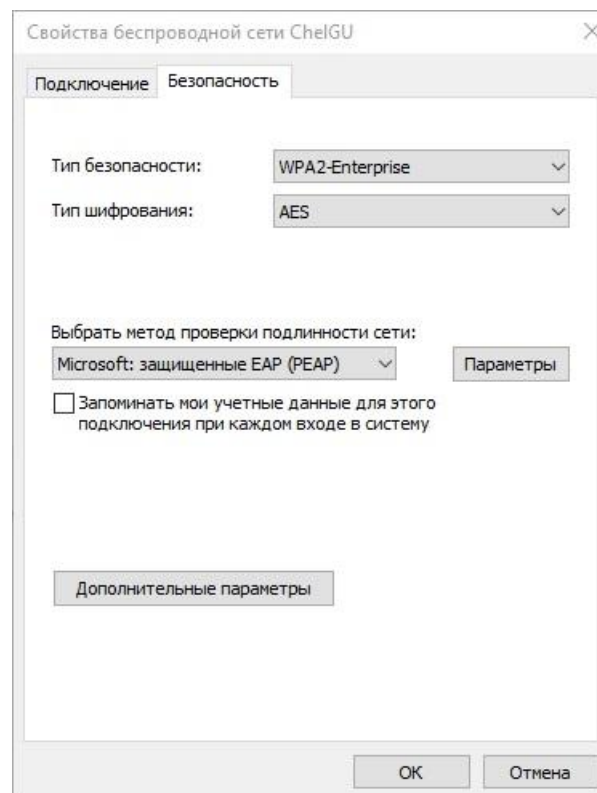 Свойства беспроводной сети ChelGU
Подключение Безопасность
Тип безопасности: WPA2-Enterprise
Тип шифрования: AES
Выбрать метод проверки подлинности сети:
Microsoft: защищенные EAP (PEAP) Параметры
Запоминать мои учетные данные для этого
подключения при каждом входе в систему
Дополнительные параметры
OK Отмена